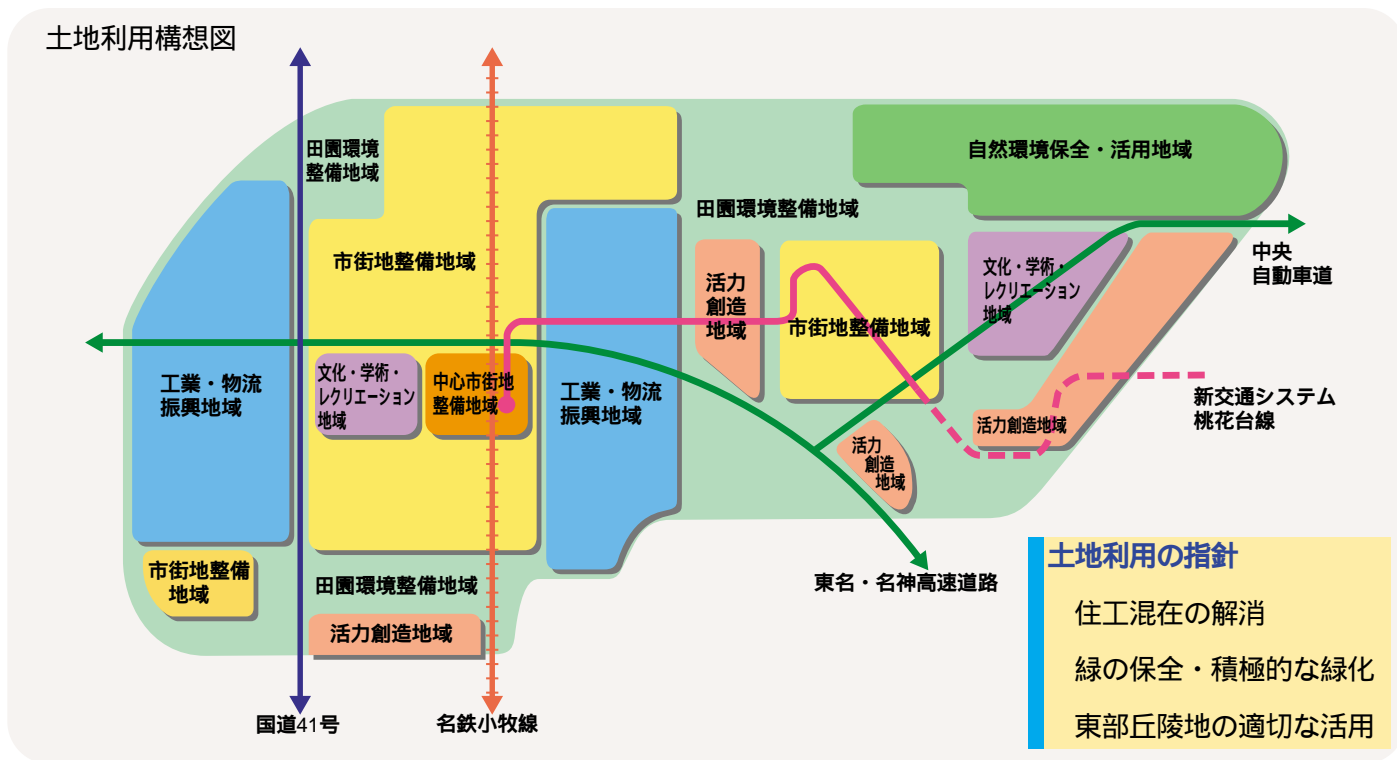 土地利用構想図
田園環境
整備地域
自然環境保全・活用地域
田園環境整備地域
市街地整備地域
文化・学術・
レクリエーション
地域
中央
自動車道
活力
創造
地域
市街地整備地域
工業・物流
振興地域
文化・学術・
レクリエーション
地域
中心市街地
整備地域
工業・物流
振興地域
新交通システム
桃花台線
活力創造地域
活力
創造
地域
市街地整備
地域
田園環境整備地域
東名・名神高速道路
活力創造地域
国道41号
名鉄小牧線
土地利用の指針
住工混在の解消
緑の保全・積極的な緑化
東部丘陵地の適切な活用